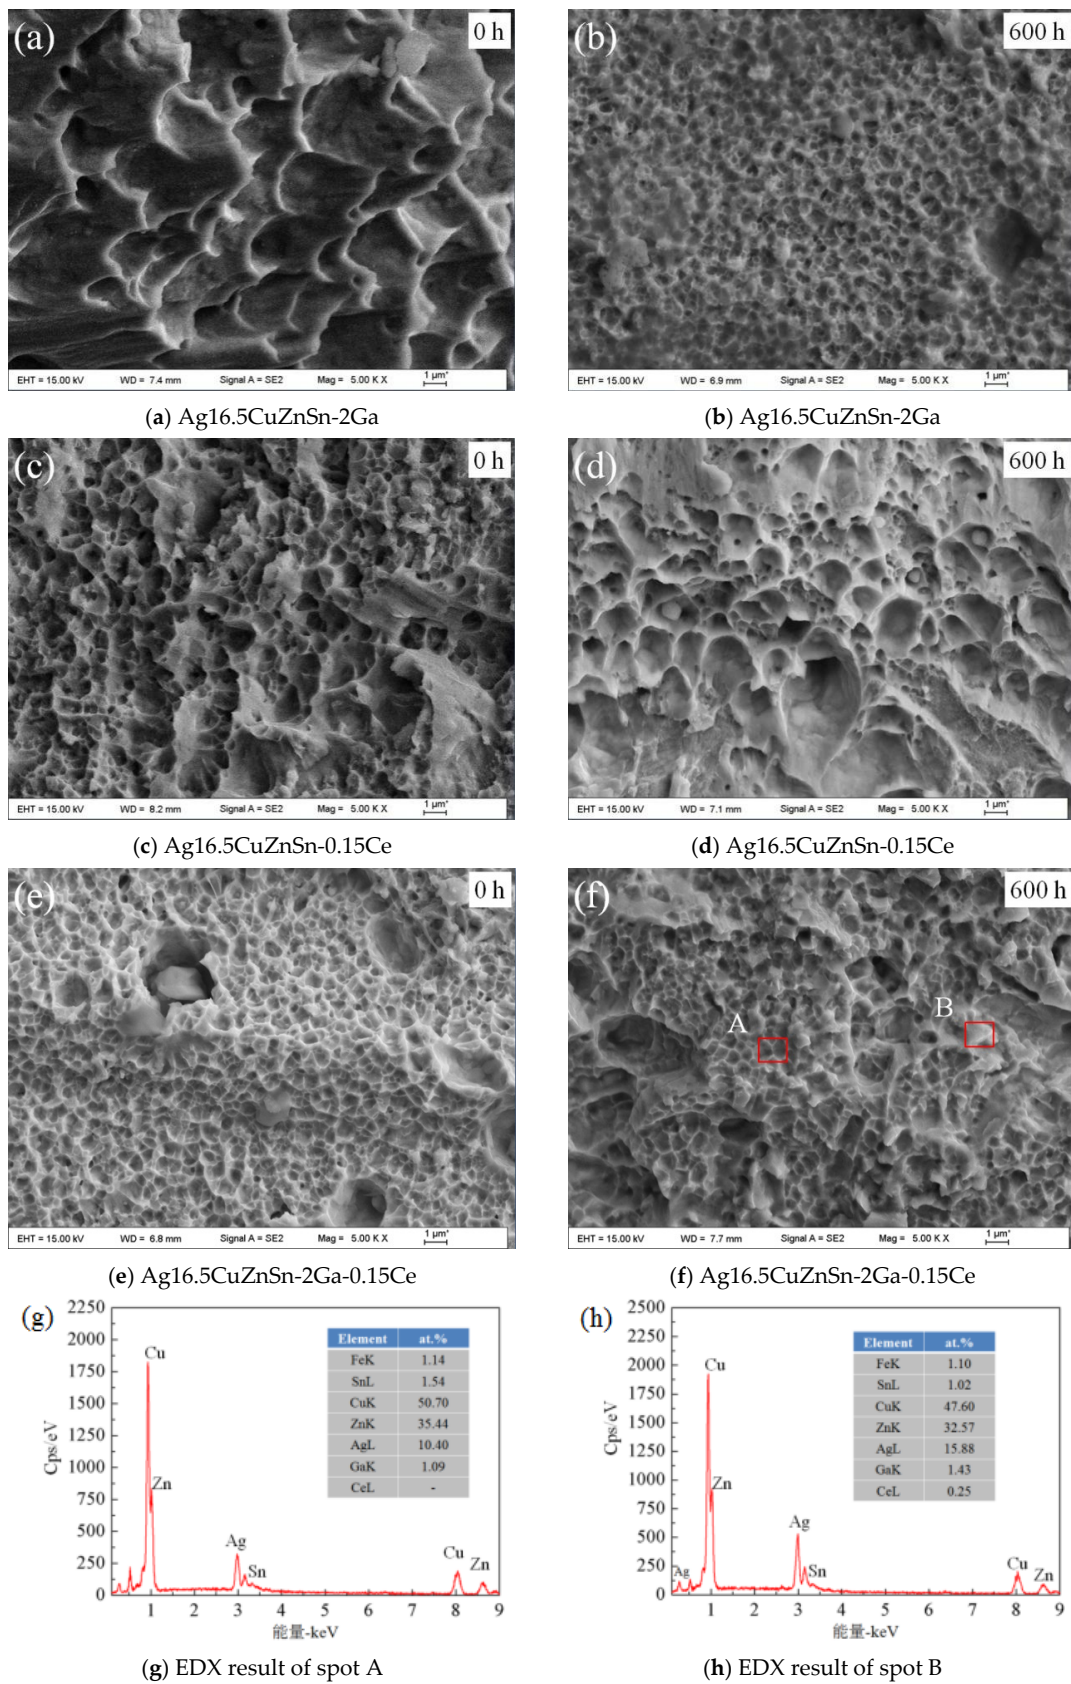 (a) 0 h
EHT = 15.00 kV WD = 7.4 mm Signal A = SE2 Mag = 5.00 K X 1 µm*
(a) Ag16.5CuZnSn-2Ga
(b) 600 h
EHT = 15.00 kV WD = 6.9 mm Signal A = SE2 Mag = 5.00 K X 1 µm*
(b) Ag16.5CuZnSn-2Ga
(c) 0 h
EHT = 15.00 kV WD = 8.2 mm Signal A = SE2 Mag = 5.00 K X 1 µm*
(c) Ag16.5CuZnSn-0.15Ce
(d) 600 h
EHT = 15.00 kV WD = 7.1 mm Signal A = SE2 Mag = 5.00 K X 1 µm*
(d) Ag16.5CuZnSn-0.15Ce
(e) 0 h
EHT = 15.00 kV WD = 6.8 mm Signal A = SE2 Mag = 5.00 K X 1 µm*
(e) Ag16.5CuZnSn-2Ga-0.15Ce
(f) 600 h
A B
EHT = 15.00 kV WD = 7.7 mm Signal A = SE2 Mag = 5.00 K X 1 µm*
(f) Ag16.5CuZnSn-2Ga-0.15Ce
(g)
Cps/eV
2250
2000
1750
1500
1250
1000
750
500
250
0
Cu
Zn
Ag
Sn
Cu
Zn
Element at.%
FeK 1.14
SnL 1.54
CuK 50.70
ZnK 35.44
AgL 10.40
GaK 1.09
CeL -
1 2 3 4 5 6 7 8 9
能量-keV
(g) EDX result of spot A
(h)
Cps/eV
2500
2250
2000
1750
1500
1250
1000
750
500
250
0
Ag
Cu
Zn
Ag
Sn
Cu
Zn
Element at.%
FeK 1.10
SnL 1.02
CuK 47.60
ZnK 32.57
AgL 15.88
GaK 1.43
CeL 0.25
1 2 3 4 5 6 7 8 9
能量-keV
(h) EDX result of spot B